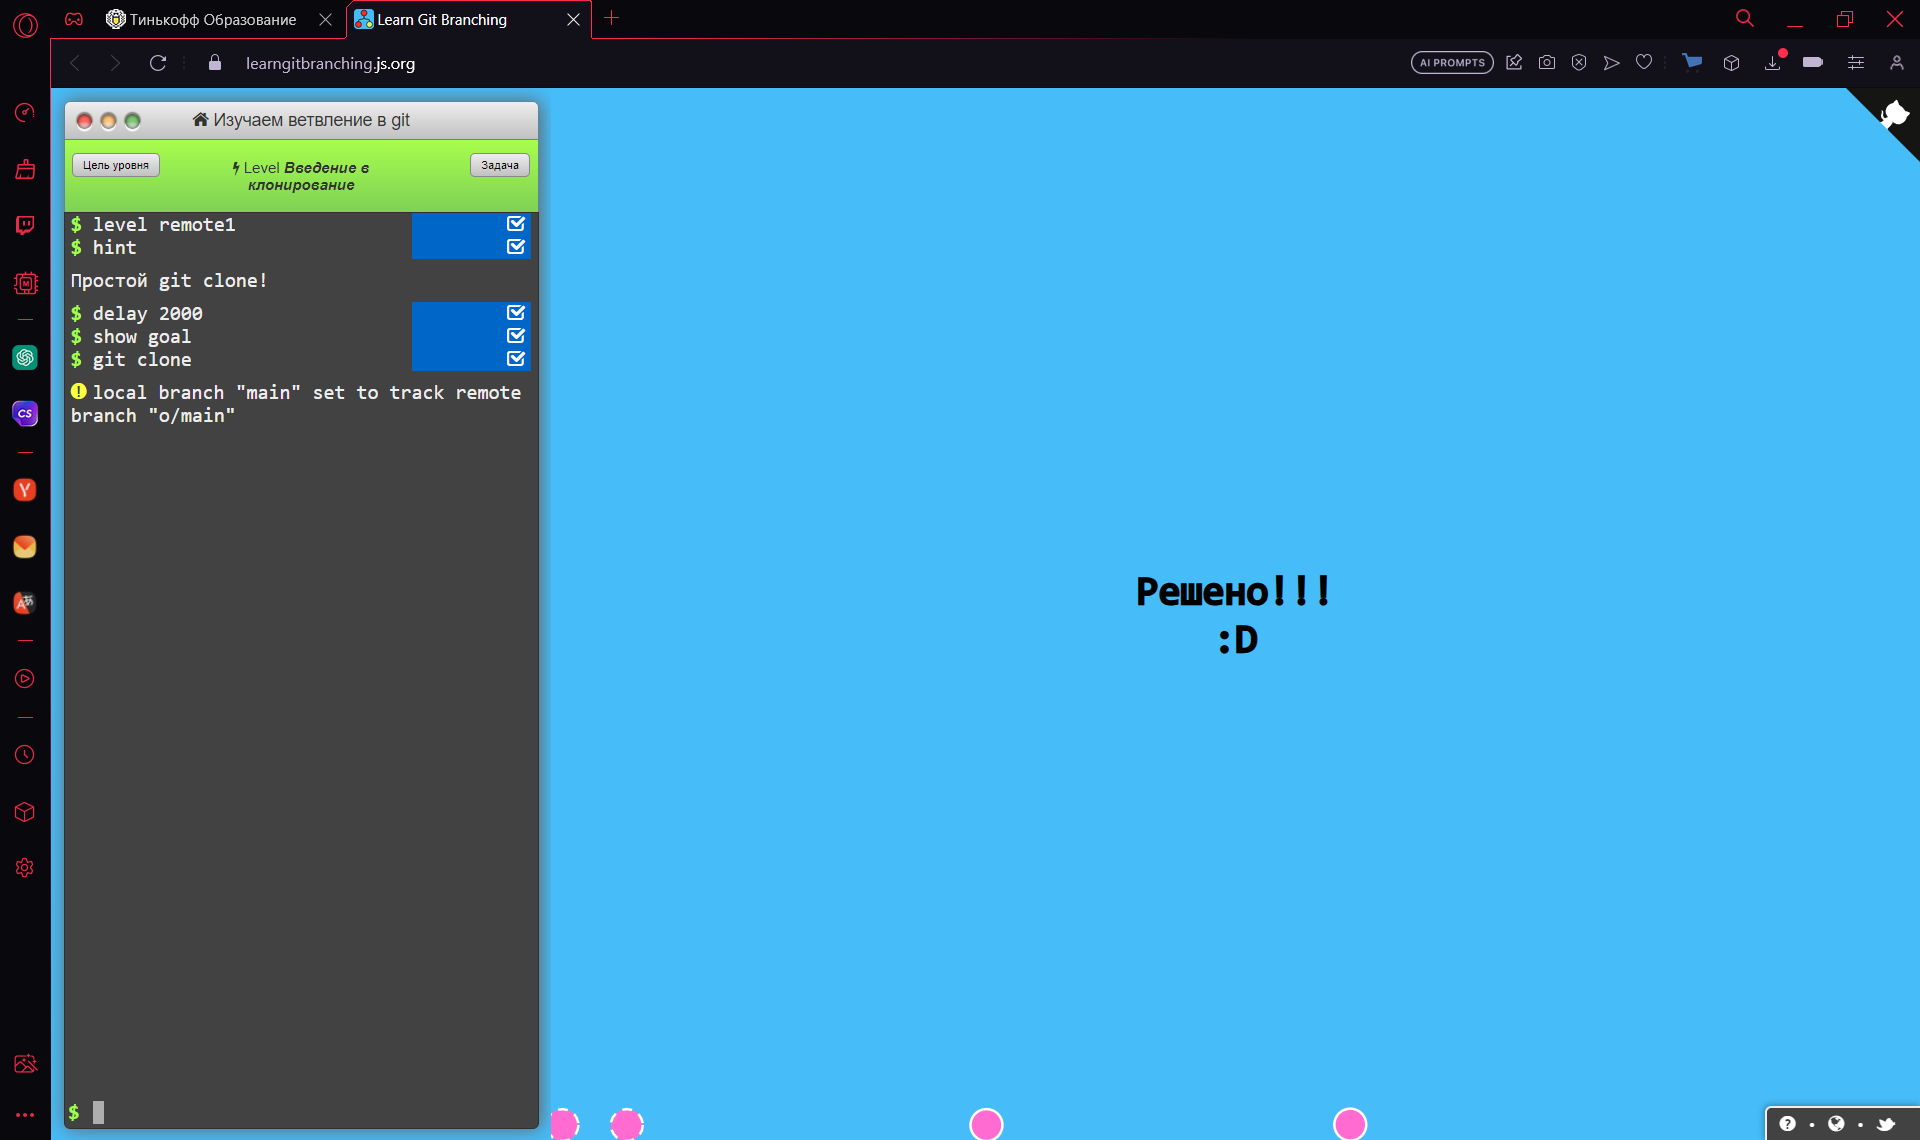 Тинькофф Образование
Learn Git Branching
learngitbranching.js.org
AI PROMPTS
Изучаем ветвление в git
Цель уровня
Level Введение в клонирование
Задача
$ level remote1
$ hint
Простой git clone!
$ delay 2000
$ show goal
$ git clone
local branch "main" set to track remote
branch "o/main"
Решено!!!
:D
$